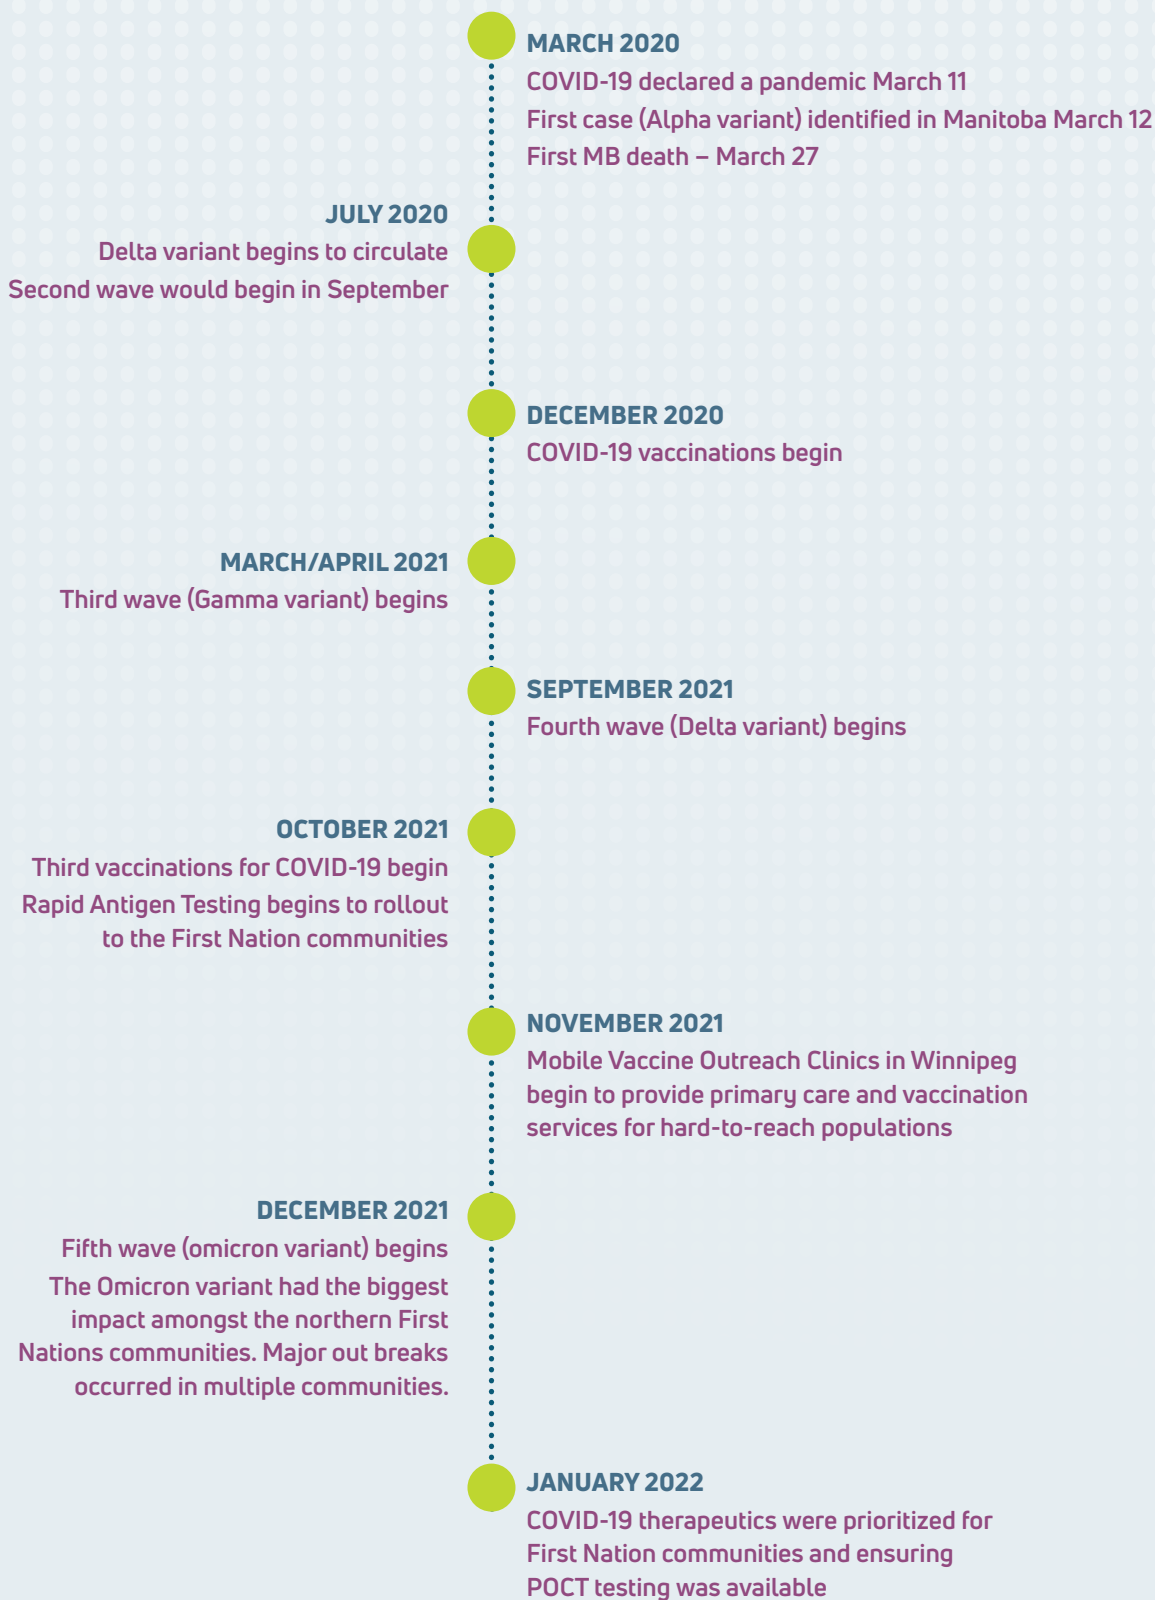 MARCH 2020
COVID-19 declared a pandemic March 11
First case (Alpha variant) identified in Manitoba March 12
First MB death – March 27
JULY 2020
Delta variant begins to circulate
Second wave would begin in September
DECEMBER 2020
COVID-19 vaccinations begin
MARCH/APRIL 2021
Third wave (Gamma variant) begins
SEPTEMBER 2021
Fourth wave (Delta variant) begins
OCTOBER 2021
Third vaccinations for COVID-19 begin
Rapid Antigen Testing begins to rollout
to the First Nation communities
NOVEMBER 2021
Mobile Vaccine Outreach Clinics in Winnipeg
begin to provide primary care and vaccination
services for hard-to-reach populations
DECEMBER 2021
Fifth wave (omicron variant) begins
The Omicron variant had the biggest
impact amongst the northern First
Nations communities. Major out breaks
occurred in multiple communities.
JANUARY 2022
COVID-19 therapeutics were prioritized for
First Nation communities and ensuring
POCT testing was available